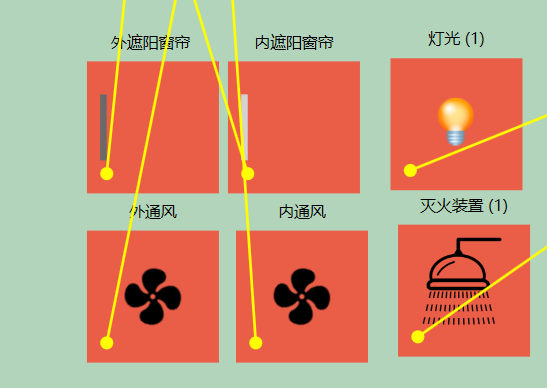 外遮阳窗帘
内遮阳窗帘
灯光 (1)
外通风
内通风
灭火装置 (1)